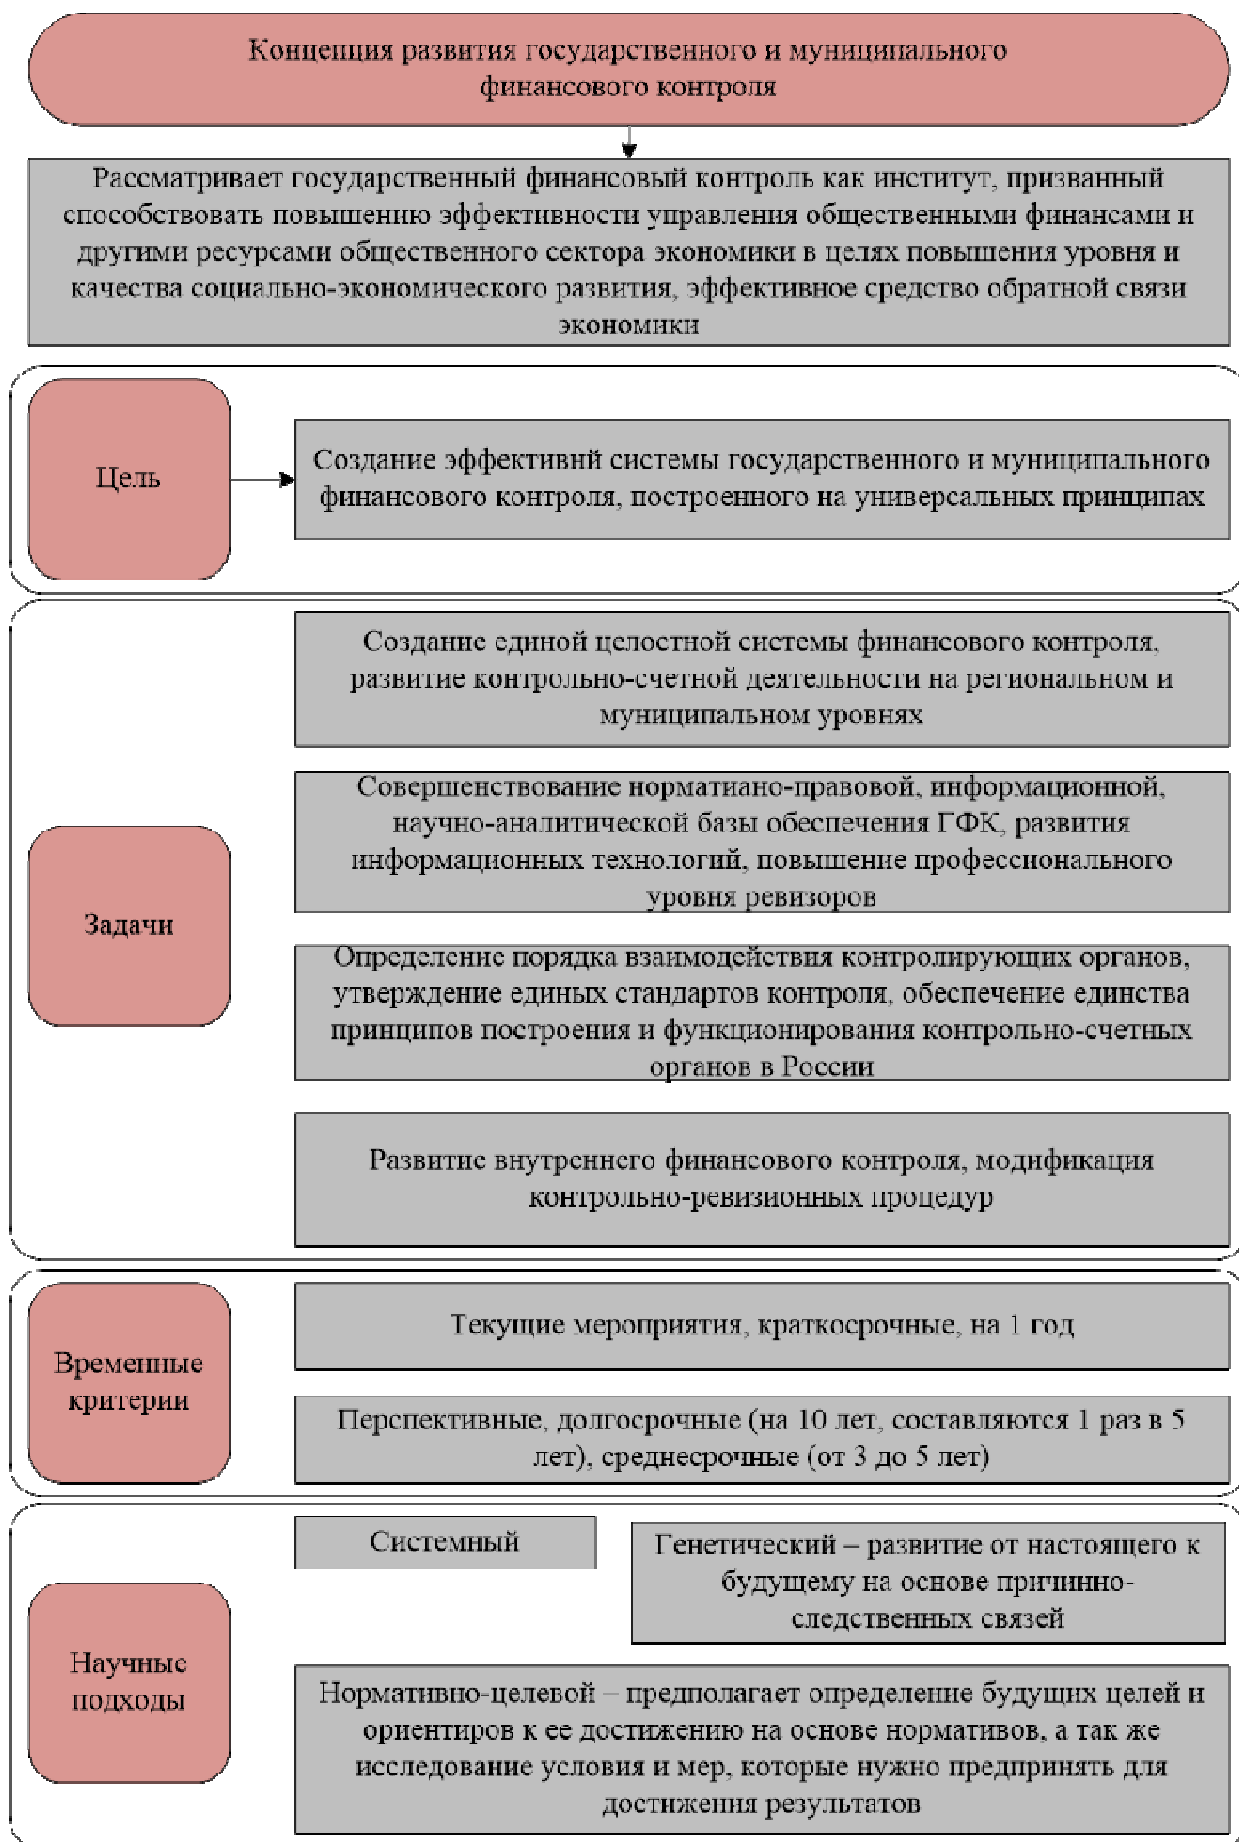 Концепция развития государственного и муниципального
финансового контроля
Рассматривает государственный финансовый контроль как институт, призванный
способствовать повышению эффективности управления общественными финансами и
другими ресурсами общественного сектора экономики в целях повышения уровня и
качества социально-экономического развития, эффективное средство обратной связи
экономики
Цель
Создание эффективнй системы государственного и муниципального
финансового контроля, построенного на универсальных принципах
Задачи
Создание единой целостной системы финансового контроля,
развитие контрольно-счетной деятельности на региональном и
муниципальном уровнях
Совершенствование норматиано-правовой, информационной,
научно-аналитической базы обеспечения ГФК, развития
информационных технологий, повышение профессионального
уровня ревизоров
Определение порядка взаимодействия контролирующих органов,
утверждение единых стандартов контроля, обеспечение единства
принципов построения и функционирования контрольно-счетных
органов в России
Развитие внутреннего финансового контроля, модификация
контрольно-ревизионных процедур
Временные
критерии
Текущие мероприятия, краткосрочные, на 1 год
Перспективные, долгосрочные (на 10 лет, составляются 1 раз в 5
лет), среднесрочные (от 3 до 5 лет)
Научные
подходы
Системный
Генетический – развитие от настоящего к
будущему на основе причинно-
следственных связей
Нормативно-целевой – предполагает определение будущих целей и
ориентиров к ее достижению на основе нормативов, а так же
исследование условия и мер, которые нужно предпринять для
достижения результатов